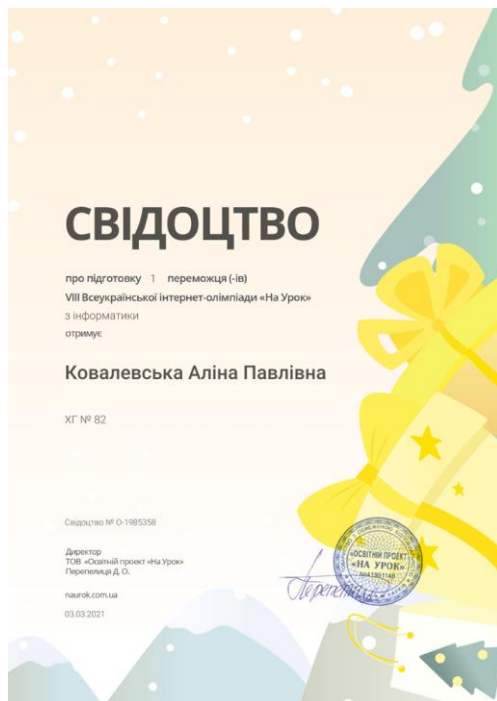 СВІДОЦТВО
про підготовку 1 переможця (-ів)
VIII Всеукраїнської інтернет-олімпіади «На Урок»
з інформатики
отримує
Ковалевська Аліна Павлівна
ХГ № 82
Свідоцтво № O-1985358
Директор
ТОВ «Освітній проект «На Урок»
Перепелиця Д. О.
naurok.com.ua
03.03.2021
«ОСВІТНІЙ ПРОЕКТ
«НА УРОК»